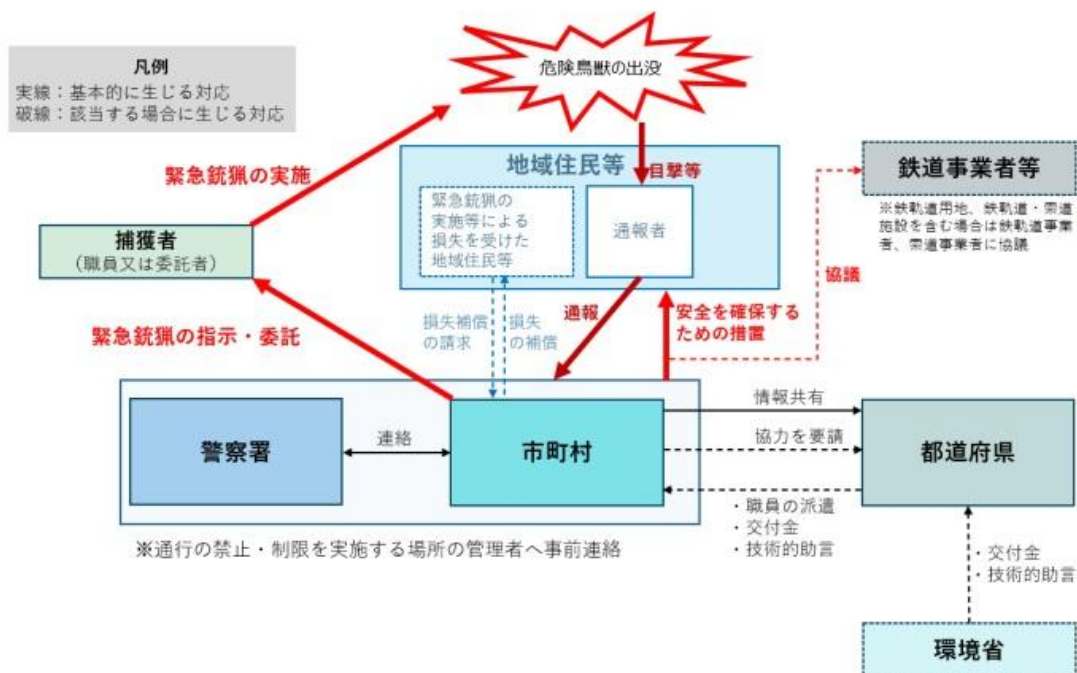 凡例
実線：基本的に生じる対応
破線：該当する場合に生じる対応
危険鳥獣の出没
緊急銃猟の実施
地域住民等
目撃等
緊急銃猟の
実施等による
損失を受けた
地域住民等
通報者
鉄道事業者等
※鉄軌道用地、鉄軌道・索道
施設を含む場合は鉄軌道事業
者、索道事業者に協議
捕獲者
（職員又は委託者）
協議
緊急銃猟の指示・委託
損失補償
の請求
損失
の補償
通報
安全を確保する
ための措置
警察署
連絡
市町村
情報共有
協力を要請
・職員の派遣
・交付金
・技術的助言
都道府県
※通行の禁止・制限を実施する場所の管理者へ事前連絡
・交付金
・技術的助言
環境省